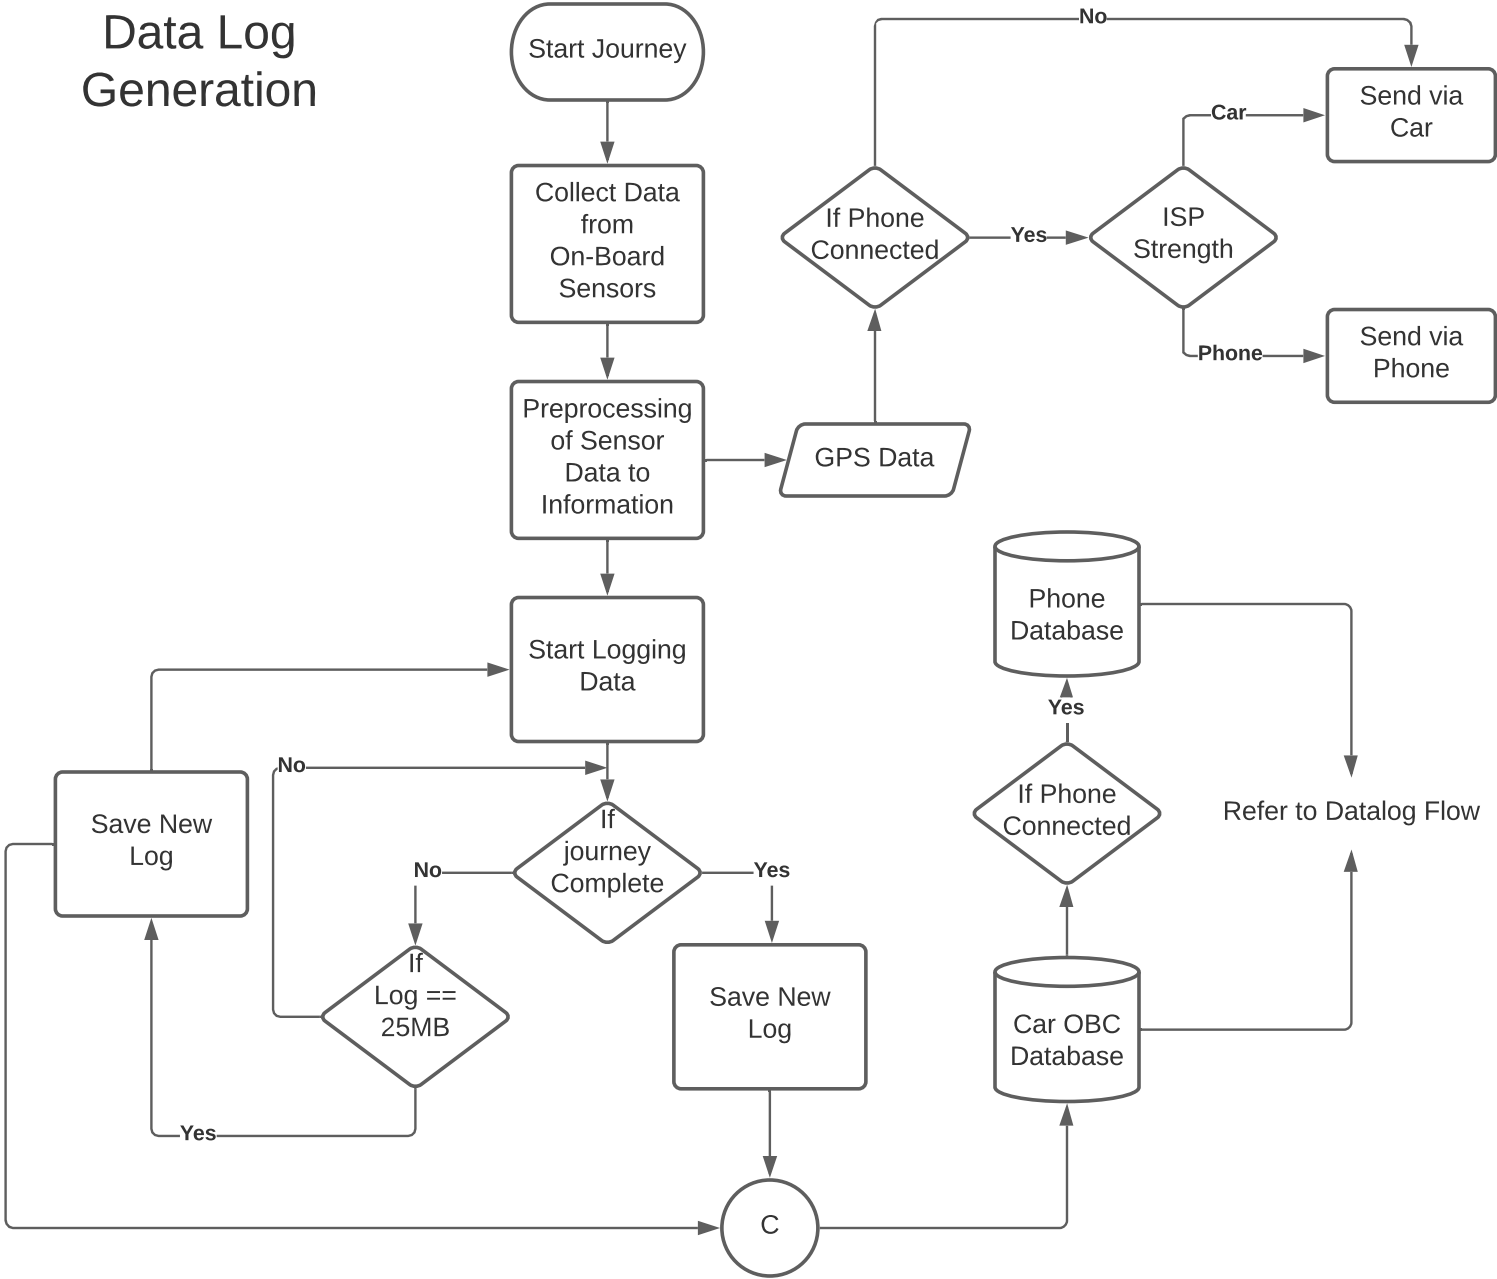 Data Log
Generation
Start Journey
Collect Data
from
On-Board
Sensors
Preprocessing
of Sensor
Data to
Information
GPS Data
If Phone
Connected
No
Yes
ISP
Strength
Car
Send via
Car
Phone
Send via
Phone
Start Logging
Data
No
If
journey
Complete
No
Yes
If
Log ==
25MB
Yes
Save New
Log
Save New
Log
C
Car OBC
Database
If Phone
Connected
Yes
Phone
Database
Refer to Datalog Flow